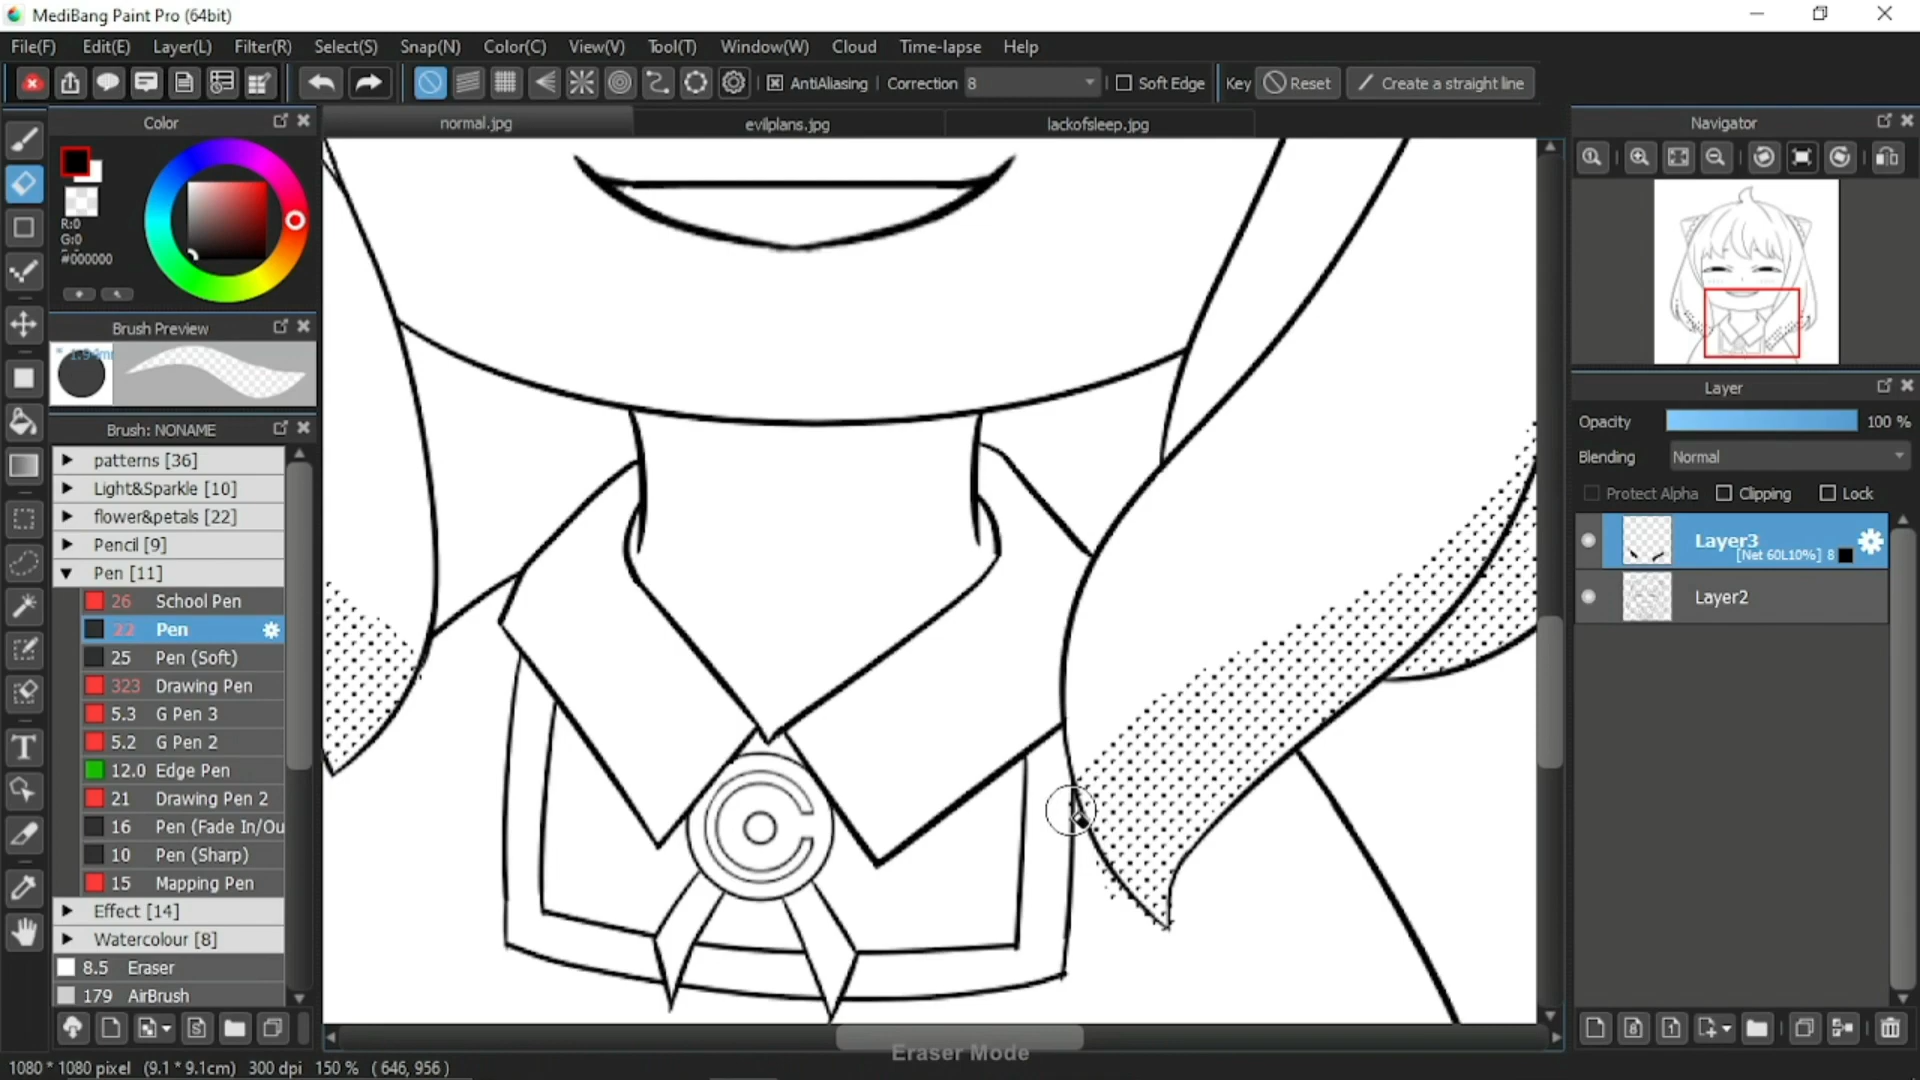 MediBang Paint Pro (64bit)
File(F) Edit(E) Layer(L) Filter(R) Select(S) Snap(N) Color(C) View(V) Tool(T) Window(W) Cloud Time-lapse Help
AntiAliasing Correction 8 Soft Edge Key Reset Create a straight line
Color
normal.jpg evilplans.jpg lackofsleep.jpg
Navigator
R:0
G:0
#000000
Brush Preview
Layer
Opacity 100 %
Brush: NONAME
Blending Normal
patterns [36]
Light&Sparkle [10]
Protect Alpha Clipping Lock
flower&petals [22]
Pencil [9]
Layer3
[Net 60L10%] 8
Pen [11]
26 School Pen
Layer2
22 Pen
25 Pen (Soft)
323 Drawing Pen
5.3 G Pen 3
5.2 G Pen 2
12.0 Edge Pen
21 Drawing Pen 2
16 Pen (Fade In/Ou
10 Pen (Sharp)
15 Mapping Pen
Effect [14]
Watercolour [8]
8.5 Eraser
179 AirBrush
Eraser Mode
1080 * 1080 pixel (9.1 * 9.1cm) 300 dpi 150 % ( 646, 956 )